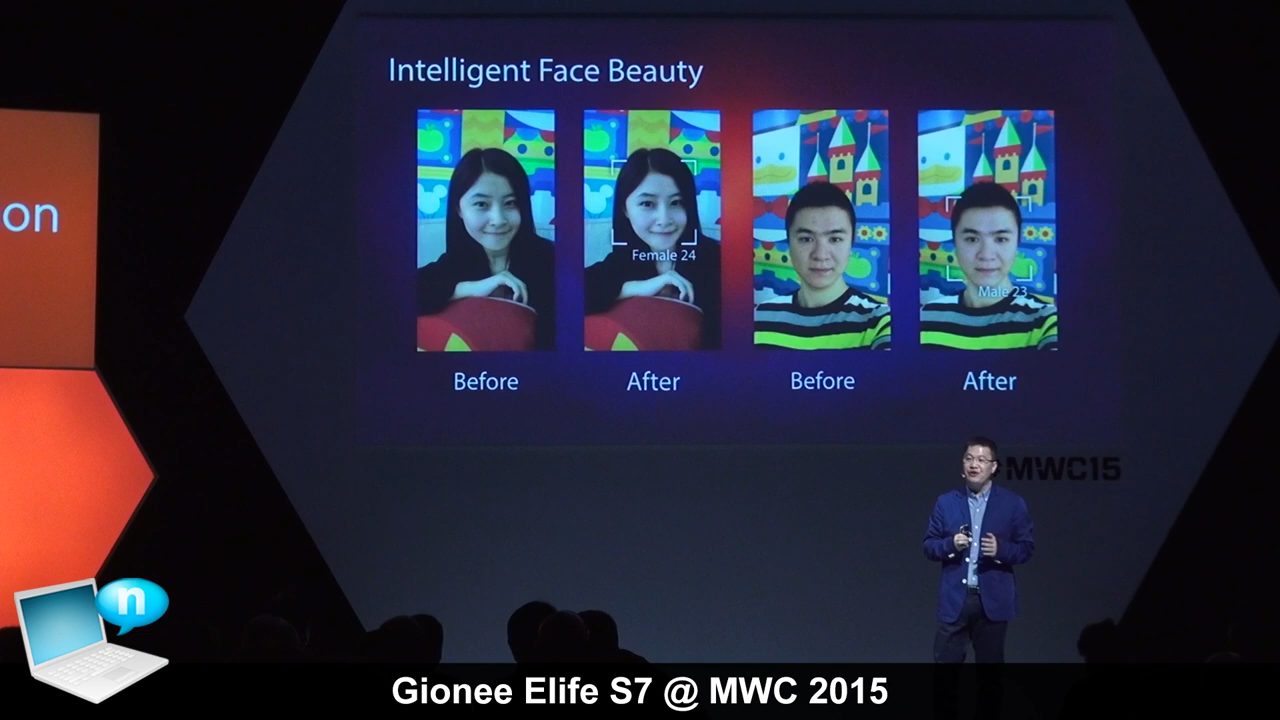 Intelligent Face Beauty
on
Female 24
Male 23
Before
After
Before
After
MWC15
n
Gionee Elife S7 @ MWC 2015